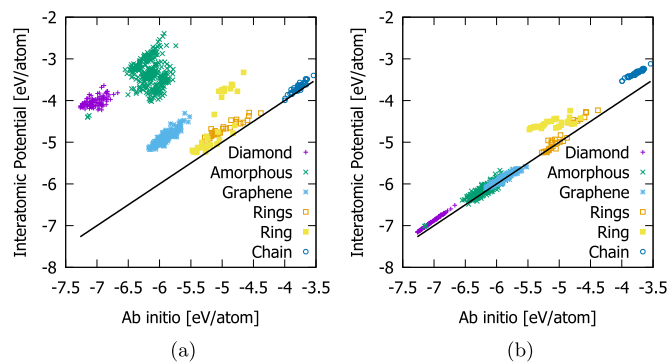 -2
-3
-4
-5
-6
-7
-8
Interatomic Potential [eV/atom]
Diamond
Amorphous
Graphene
Rings
Ring
Chain
-7.5 -7 -6.5 -6 -5.5 -5 -4.5 -4 -3.5
Ab initio [eV/atom]
(a)
-2
-3
-4
-5
-6
-7
-8
Interatomic Potential [eV/atom]
Diamond
Amorphous
Graphene
Rings
Ring
Chain
-7.5 -7 -6.5 -6 -5.5 -5 -4.5 -4 -3.5
Ab initio [eV/atom]
(b)